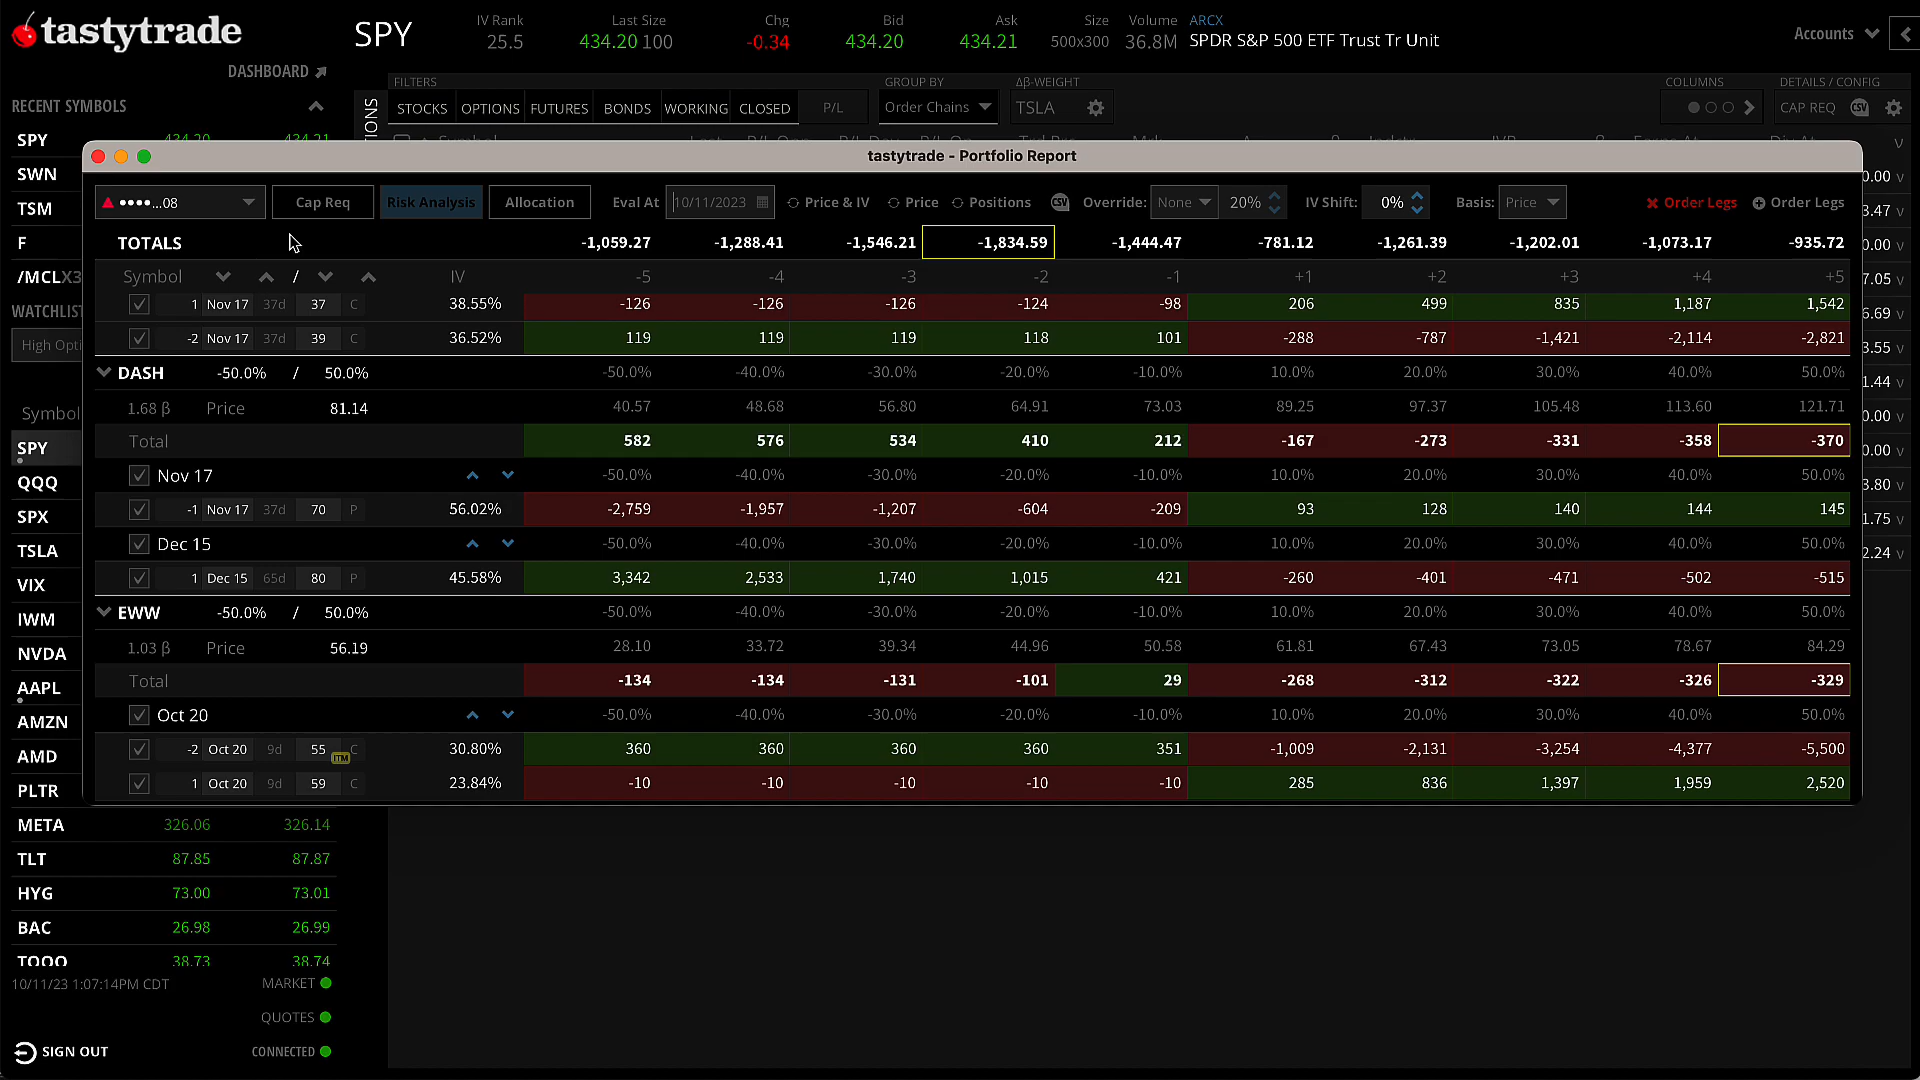 tastytrade
SPY
IV Rank
25.5
Last Size
434.20 100
Chg
-0.34
Bid
434.20
Ask
434.21
Size
500x300
Volume
36.8M
ARCX
SPDR S&P 500 ETF Trust Tr Unit
Accounts
DASHBOARD
FILTERS
STOCKS OPTIONS FUTURES BONDS WORKING CLOSED P/L
GROUP BY
Order Chains
Δβ-WEIGHT
TSLA
COLUMNS
DETAILS / CONFIG
CAP REQ CSV
RECENT SYMBOLS
SPY 434.20 434.21
SWN
TSM
F
/MCLX3
WATCHLIST
High Opti
Symbol
SPY
QQQ
SPX
TSLA
VIX
IWM
NVDA
AAPL
AMZN
AMD
PLTR
META 326.06 326.14
TLT 87.85 87.87
HYG 73.00 73.01
BAC 26.98 26.99
TQQQ 38.73 38.74
10/11/23 1:07:14PM CDT
MARKET
QUOTES
CONNECTED
SIGN OUT
tastytrade - Portfolio Report
••••...08 Cap Req Risk Analysis Allocation Eval At 10/11/2023 Price & IV Price Positions CSV Override: None 20% IV Shift: 0% Basis: Price Order Legs Order Legs
TOTALS -1,059.27 -1,288.41 -1,546.21 -1,834.59 -1,444.47 -781.12 -1,261.39 -1,202.01 -1,073.17 -935.72
Symbol / IV -5 -4 -3 -2 -1 +1 +2 +3 +4 +5
1 Nov 17 37d 37 C 38.55% -126 -126 -126 -124 -98 206 499 835 1,187 1,542
-2 Nov 17 37d 39 C 36.52% 119 119 119 118 101 -288 -787 -1,421 -2,114 -2,821
DASH -50.0% / 50.0% -50.0% -40.0% -30.0% -20.0% -10.0% 10.0% 20.0% 30.0% 40.0% 50.0%
1.68 β Price 81.14 40.57 48.68 56.80 64.91 73.03 89.25 97.37 105.48 113.60 121.71
Total 582 576 534 410 212 -167 -273 -331 -358 -370
Nov 17 -50.0% -40.0% -30.0% -20.0% -10.0% 10.0% 20.0% 30.0% 40.0% 50.0%
-1 Nov 17 37d 70 P 56.02% -2,759 -1,957 -1,207 -604 -209 93 128 140 144 145
Dec 15 -50.0% -40.0% -30.0% -20.0% -10.0% 10.0% 20.0% 30.0% 40.0% 50.0%
1 Dec 15 65d 80 P 45.58% 3,342 2,533 1,740 1,015 421 -260 -401 -471 -502 -515
EWW -50.0% / 50.0% -50.0% -40.0% -30.0% -20.0% -10.0% 10.0% 20.0% 30.0% 40.0% 50.0%
1.03 β Price 56.19 28.10 33.72 39.34 44.96 50.58 61.81 67.43 73.05 78.67 84.29
Total -134 -134 -131 -101 29 -268 -312 -322 -326 -329
Oct 20 -50.0% -40.0% -30.0% -20.0% -10.0% 10.0% 20.0% 30.0% 40.0% 50.0%
-2 Oct 20 9d 55 ITM C 30.80% 360 360 360 360 351 -1,009 -2,131 -3,254 -4,377 -5,500
1 Oct 20 9d 59 C 23.84% -10 -10 -10 -10 -10 285 836 1,397 1,959 2,520